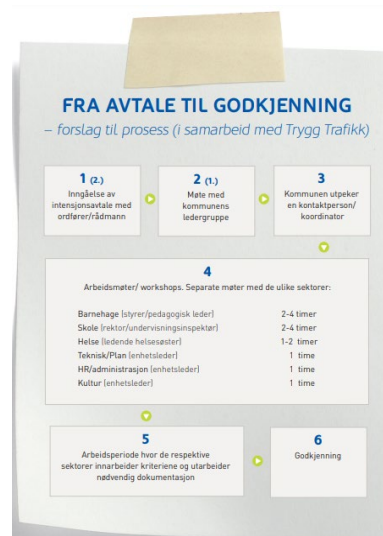 FRA AVTALE TIL GODKJENNING
– forslag til prosess (i samarbeid med Trygg Trafikk)
1 (2.)
Inngåelse av
intensjonsavtale med
ordfører/rådmann
2 (1.)
Møte med
kommunens
ledergruppe
3
Kommunen utpeker
en kontaktperson/
koordinator
4
Arbeidsmøter/ workshops. Separate møter med de ulike sektorer:
Barnehage (styrer/pedagogisk leder) 2-4 timer
Skole (rektor/undervisningsinspektør) 2-4 timer
Helse (ledende helsesøster) 1-2 timer
Teknisk/Plan (enhetsleder) 1 time
HR/administrasjon (enhetsleder) 1 time
Kultur (enhetsleder) 1 time
5
Arbeidsperiode hvor de respektive
sektorer innarbeider kriteriene og utarbeider
nødvendig dokumentasjon
6
Godkjenning